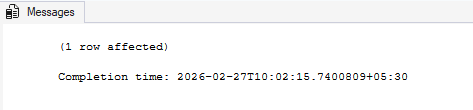 Messages
(1 row affected)
Completion time: 2026-02-27T10:02:15.7400809+05:30